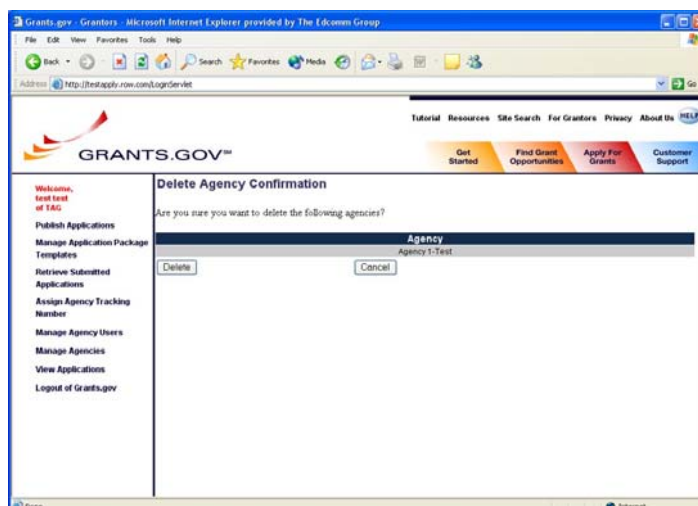 Grants.gov - Grantors - Microsoft Internet Explorer provided by The Edcomm Group
File Edit View Favorites Tools Help
Back Search Favorites Media
Address http://testapply.row.com/LoginServlet Go
Tutorial Resources Site Search For Grantors Privacy About Us HELP
GRANTS.GOV SM
Get Started
Find Grant Opportunities
Apply For Grants
Customer Support
Welcome,
test test
of TAG
Publish Applications
Manage Application Package
Templates
Retrieve Submitted
Applications
Assign Agency Tracking
Number
Manage Agency Users
Manage Agencies
View Applications
Logout of Grants.gov
Delete Agency Confirmation
Are you sure you want to delete the following agencies?
Agency
Agency 1-Test
Delete Cancel
Done Internet